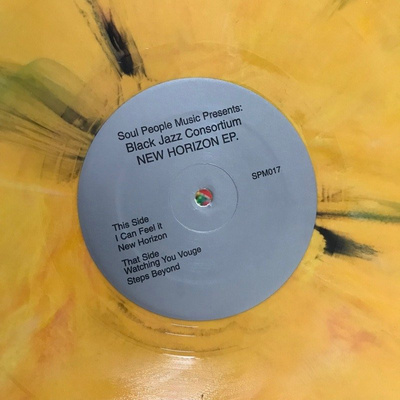 Soul People Music Presents:
Black Jazz Consortium
NEW HORIZON EP.
SPM017
This Side
I Can Feel it
New Horizon
That Side
Watching You Vouge
Steps Beyond